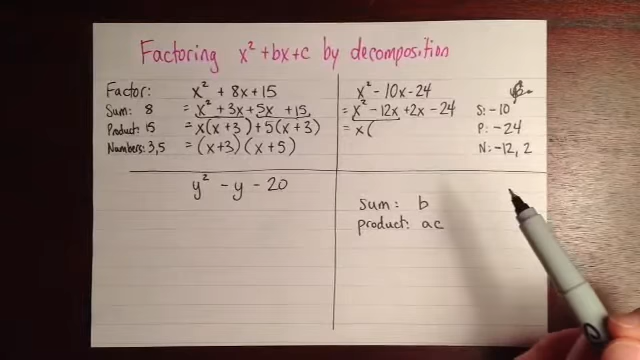 Factoring x² + bx + c by decomposition
Factor: x² + 8x + 15
Sum: 8 = x² + 3x + 5x + 15,
Product: 15 = x(x+3) + 5(x+3)
Numbers: 3,5 = (x+3)(x+5)
x² - 10x - 24
= x² - 12x + 2x - 24
= x(
S: -10
P: -24
N: -12, 2
y² - y - 20
Sum: b
product: ac